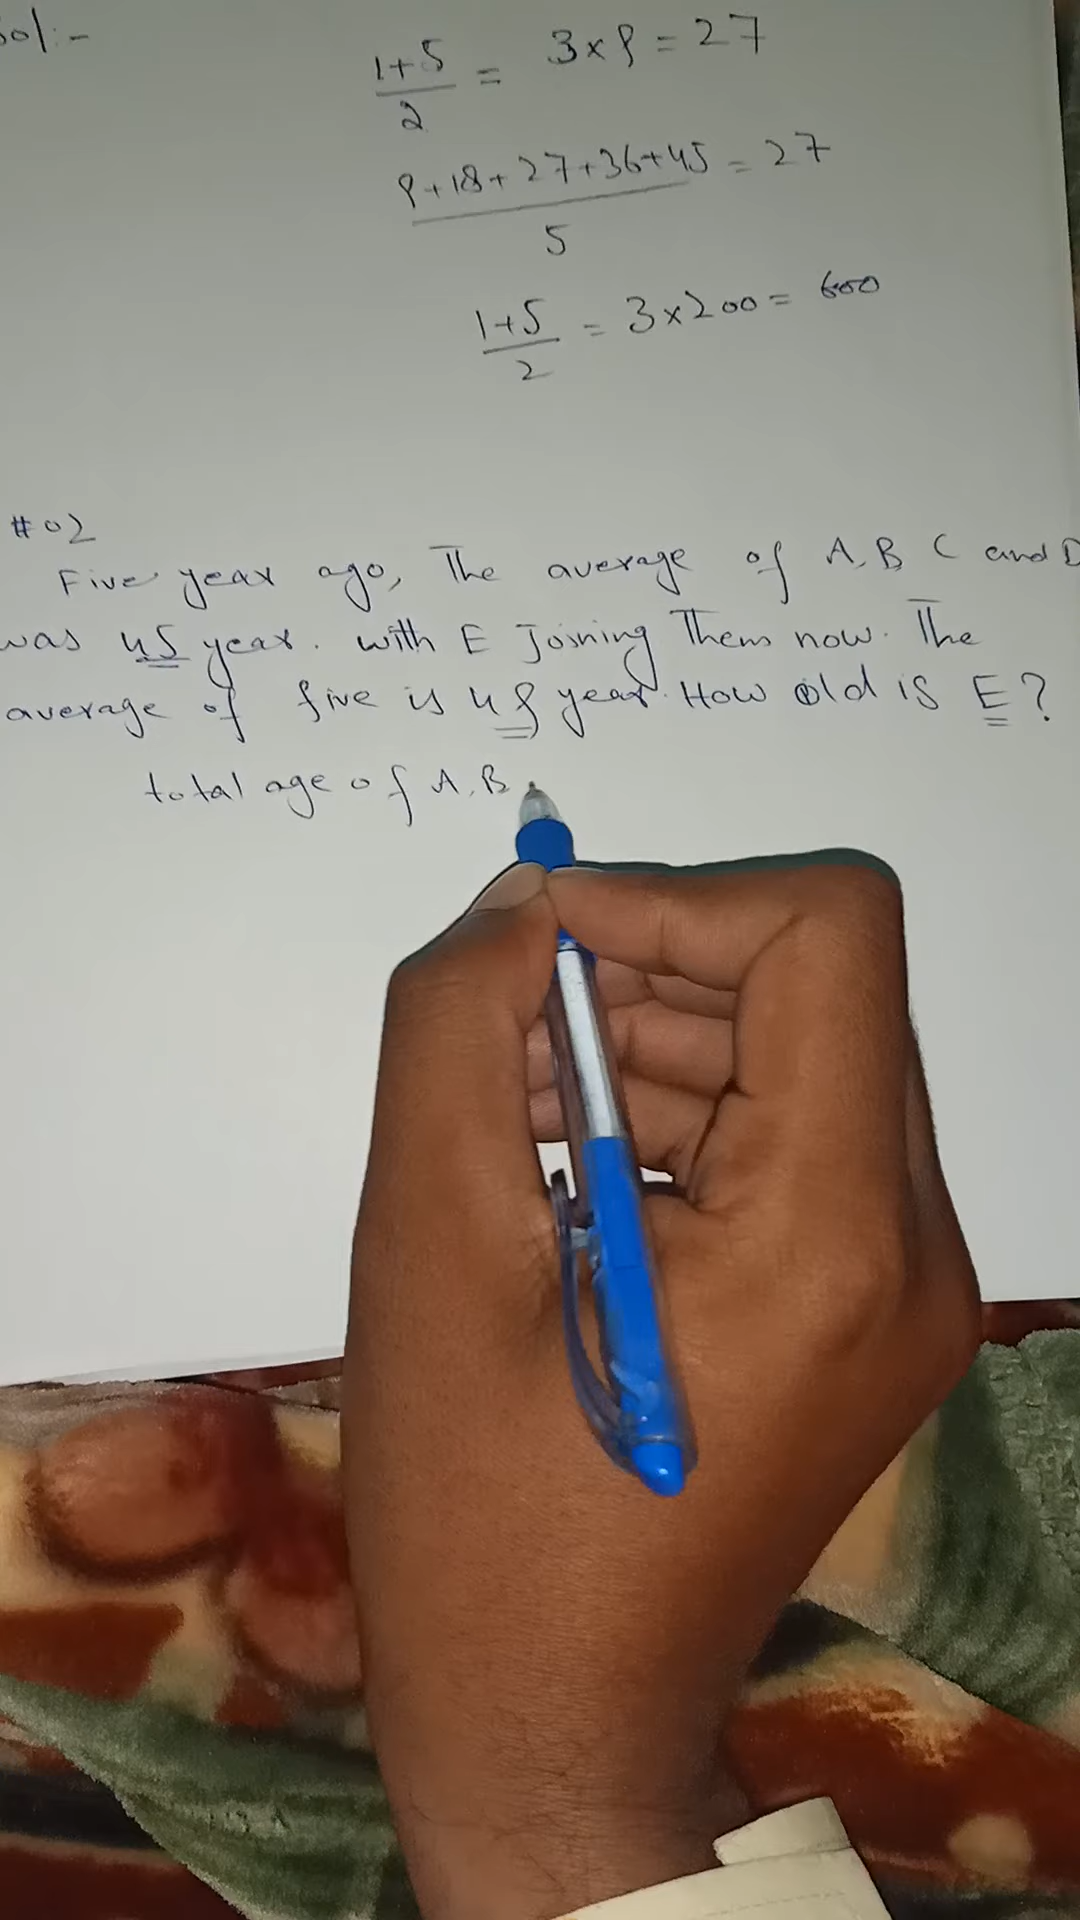 Sol:-
1+5/2 = 3×9=27
9+18+27+36+45/5 = 27
1+5/2 = 3×200= 600
#02
Five year ago, The average of A, B C and D
was 45 year. with E Joining Them now. The
average of five is 49 year. How old is E?
total age of A, B